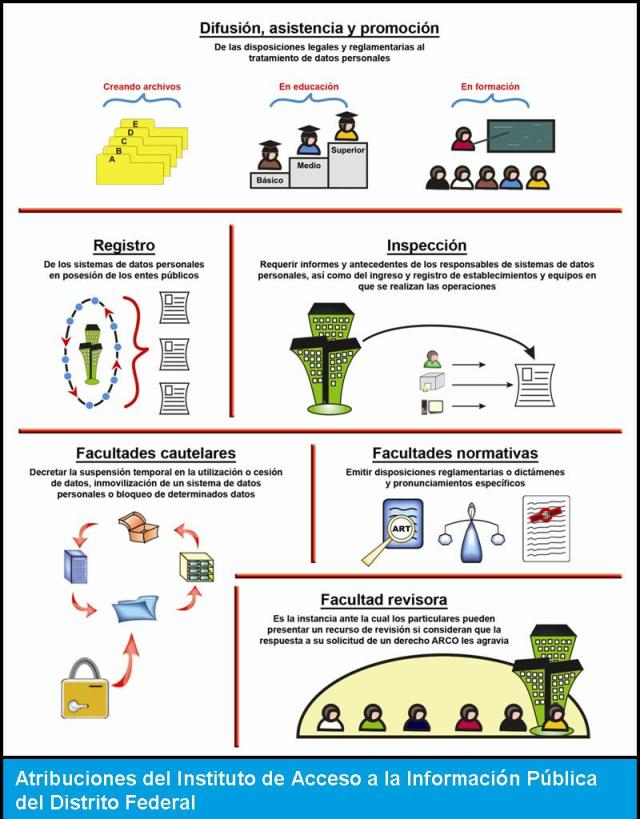 Difusión, asistencia y promoción
De las disposiciones legales y reglamentarias al
tratamiento de datos personales
Creando archivos
En educación
En formación
E
D
C
B
A
Básico
Medio
Superior
Registro
De los sistemas de datos personales
en posesión de los entes públicos
Inspección
Requerir informes y antecedentes de los responsables de sistemas de datos
personales, así como del ingreso y registro de establecimientos y equipos en
que se realizan las operaciones
Facultades cautelares
Decretar la suspensión temporal en la utilización o cesión
de datos, inmovilización de un sistema de datos
personales o bloqueo de determinados datos
Facultades normativas
Emitir disposiciones reglamentarias o dictámenes
y pronunciamientos específicos
ART
Facultad revisora
Es la instancia ante la cual los particulares pueden
presentar un recurso de revisión si consideran que la
respuesta a su solicitud de un derecho ARCO les agravia
Atribuciones del Instituto de Acceso a la Información Pública
del Distrito Federal